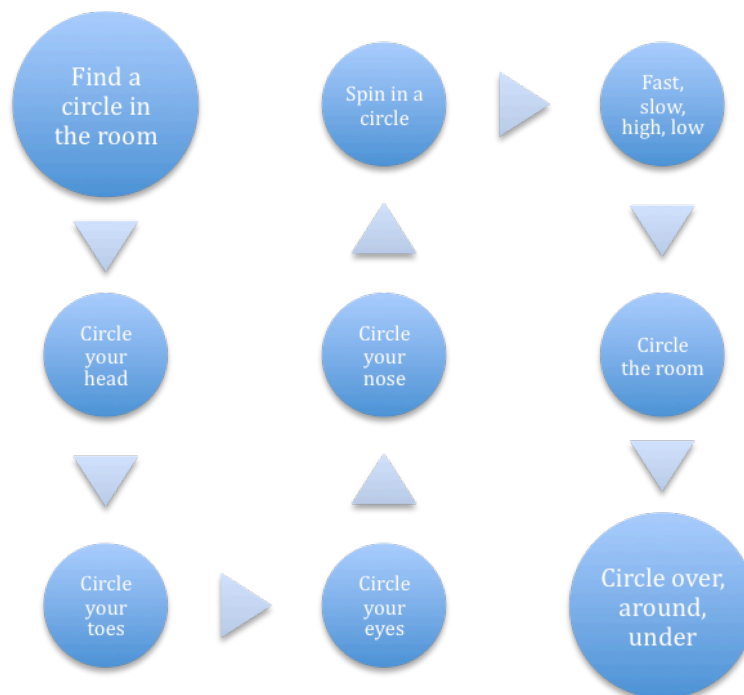 Find a
circle in
the room
Circle
your
head
Circle
your
toes
Circle
your
eyes
Circle
your
nose
Spin in a
circle
Fast,
slow,
high, low
Circle
the room
Circle over,
around,
under